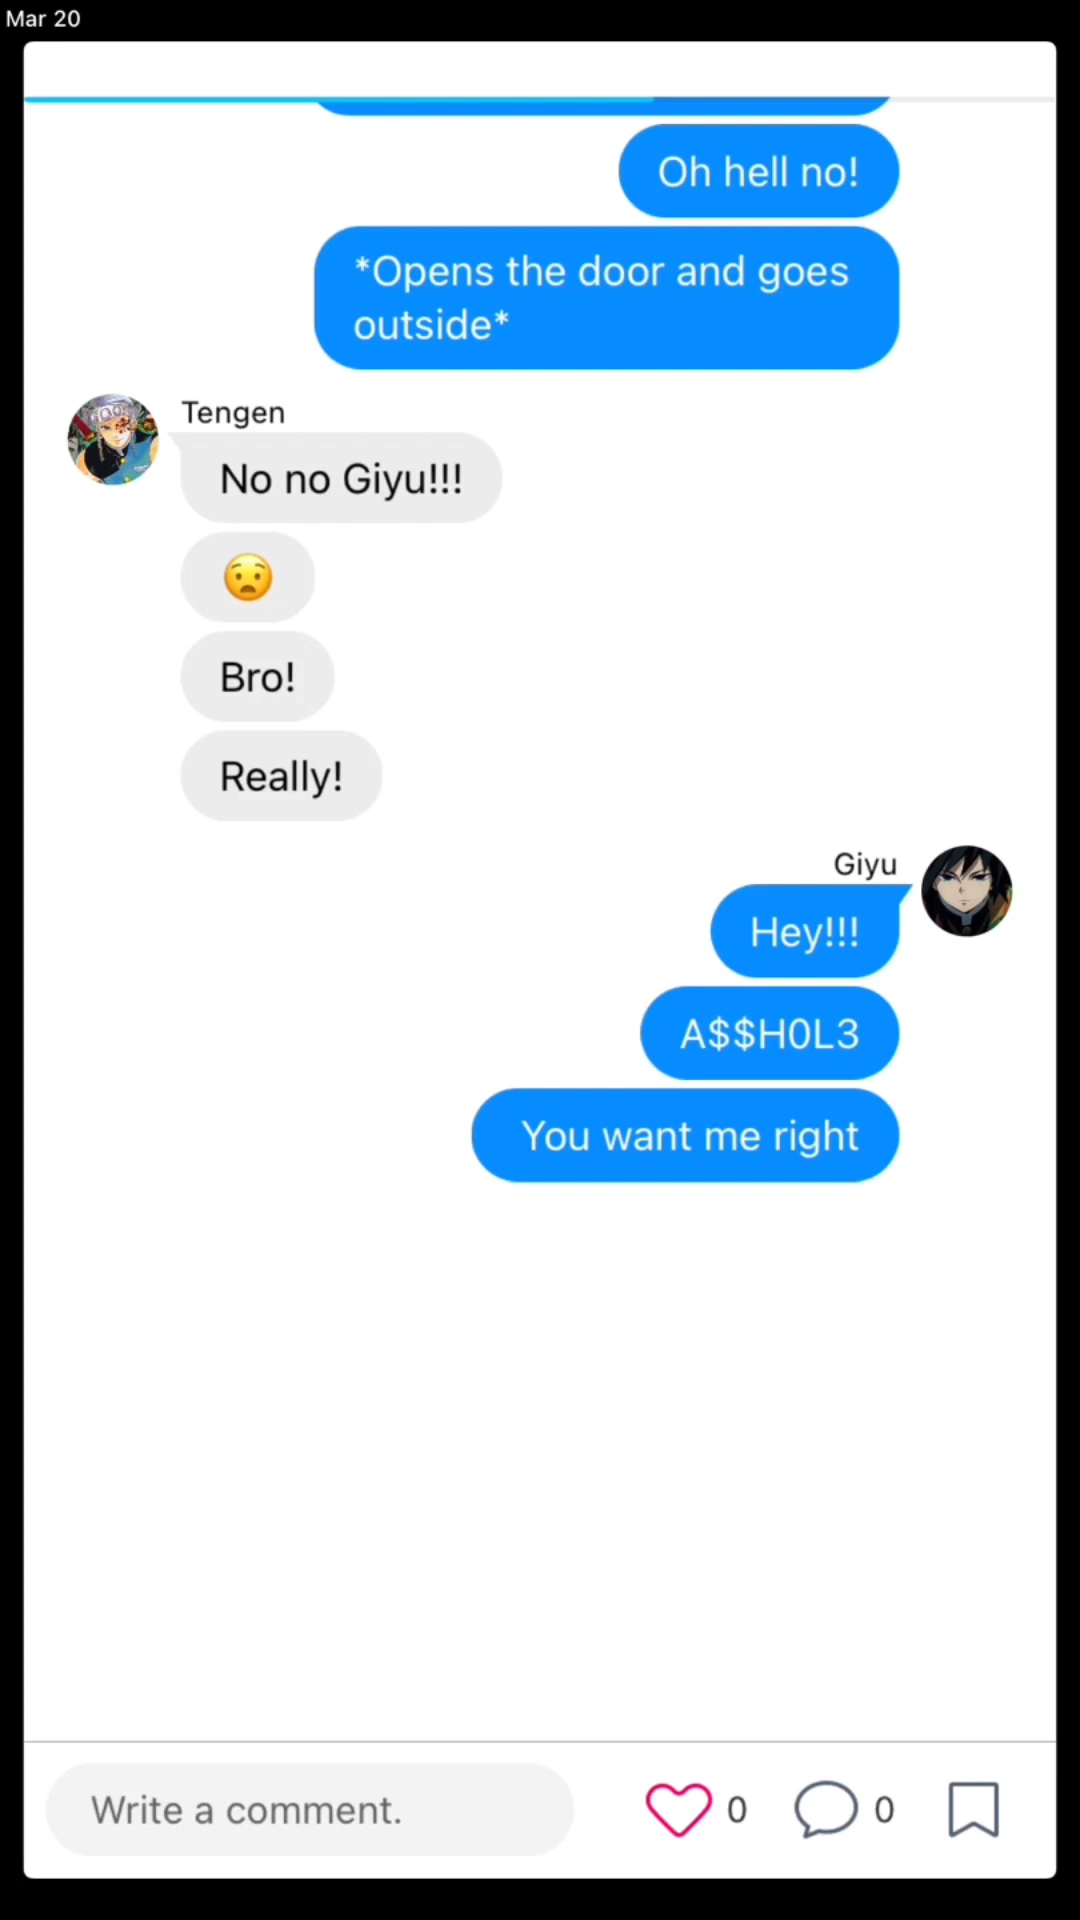 Mar 20
Oh hell no!
*Opens the door and goes
outside*
Tengen
No no Giyu!!!
😧
Bro!
Really!
Giyu
Hey!!!
A$$H0L3
You want me right
Write a comment.
0
0